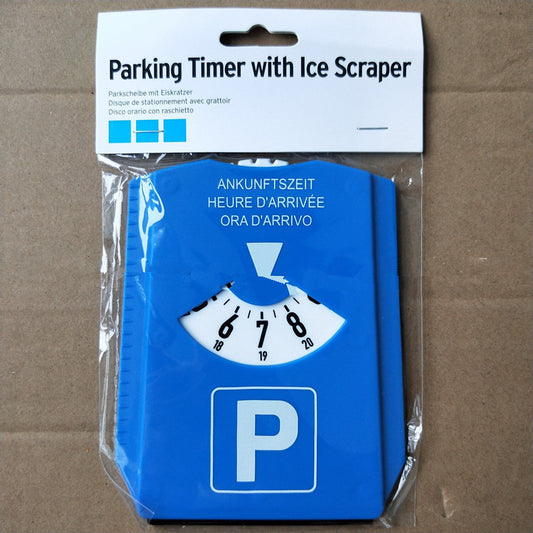 Parking Timer with Ice Scraper
Parkscheibe mit Eiskratzer
Disque de stationnement avec grattoir
Disco orario con raschietto
ANKUNFTSZEIT
HEURE D'ARRIVÉE
ORA D'ARRIVO
6 7 8
18 19 20
P